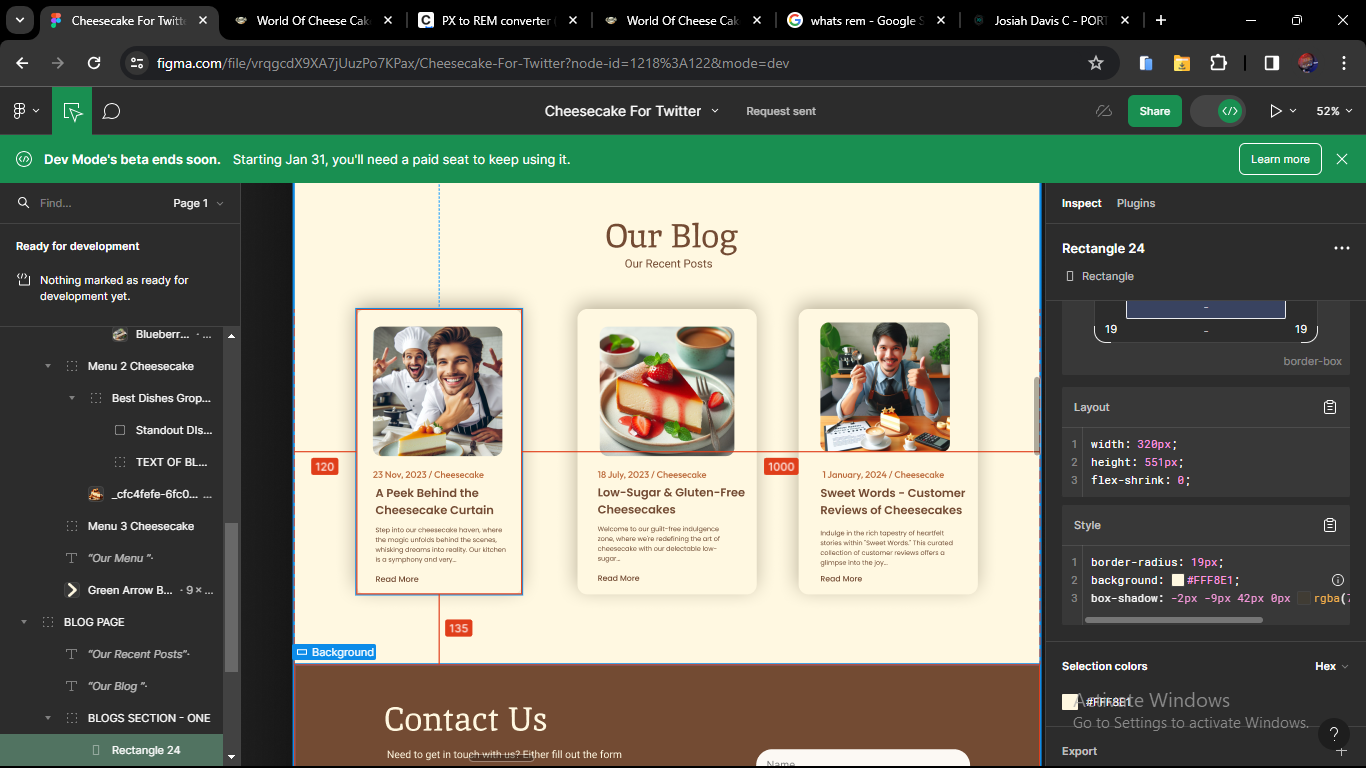 Cheesecake For Twitt
World Of Cheese Cak
PX to REM converter
World Of Cheese Cak
whats rem - Google S
Josiah Davis C - POR
figma.com/file/vrqgcdX9XA7jUuzPo7KPax/Cheesecake-For-Twitter?node-id=1218%3A122&mode=dev
Cheesecake For Twitter
Request sent
Share
52%
Dev Mode's beta ends soon. Starting Jan 31, you'll need a paid seat to keep using it.
Learn more
Find...
Page 1
Ready for development
Nothing marked as ready for
development yet.
Blueberr... · ...
Menu 2 Cheesecake
Best Dishes Grop...
Standout DIs...
TEXT OF BL...
_cfc4fefe-6fc0... ...
Menu 3 Cheesecake
"Our Menu "·
Green Arrow B... · 9 × ...
BLOG PAGE
"Our Recent Posts"·
"Our Blog "·
BLOGS SECTION - ONE
Rectangle 24
Our Blog
Our Recent Posts
120
1000
135
23 Nov, 2023 / Cheesecake
A Peek Behind the
Cheesecake Curtain
Step into our cheesecake haven, where
the magic unfolds behind the scenes,
whisking dreams into reality. Our kitchen
is a symphony and very...
Read More
18 July, 2023 / Cheesecake
Low-Sugar & Gluten-Free
Cheesecakes
Welcome to our guilt-free indulgence
zone, where we're redefining the art of
cheesecake with our delectable low-
sugar...
Read More
1 January, 2024 / Cheesecake
Sweet Words - Customer
Reviews of Cheesecakes
Indulge in the rich tapestry of heartfelt
stories within "Sweet Words." This curated
collection of customer reviews offers a
glimpse into the joy...
Read More
Background
Contact Us
Need to get in touch with us? Either fill out the form
Name
Inspect
Plugins
Rectangle 24
Rectangle
-
19 - 19
border-box
Layout
1 width: 320px;
2 height: 551px;
3 flex-shrink: 0;
Style
1 border-radius: 19px;
2 background: #FFF8E1;
3 box-shadow: -2px -9px 42px 0px rgba(7
Selection colors
Hex
#FFF8E1
Activate Windows
Go to Settings to activate Windows.
Export
?